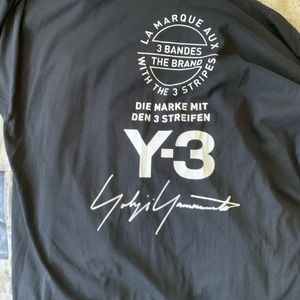 LA MARQUE AUX
3 BANDES
THE BRAND
WITH THE 3 STRIPES
DIE MARKE MIT
DEN 3 STREIFEN
Y-3
Yohji Yamamoto